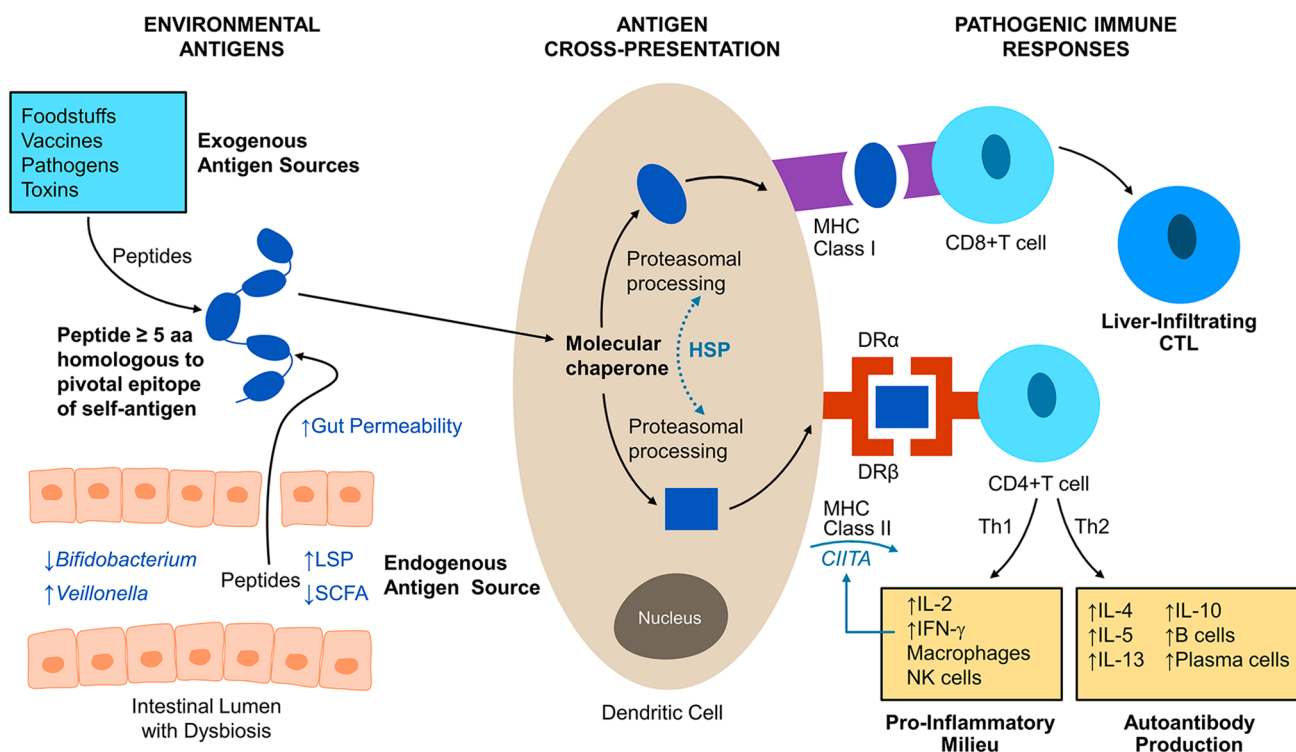 ENVIRONMENTAL
ANTIGENS
Foodstuffs
Vaccines
Pathogens
Toxins
Exogenous
Antigen Sources
Peptides
Peptide ≥ 5 aa
homologous to
pivotal epitope
of self-antigen
↑Gut Permeability
↓Bifidobacterium
↑Veillonella
Peptides
↑LSP
↓SCFA
Endogenous
Antigen Source
Intestinal Lumen
with Dysbiosis
ANTIGEN
CROSS-PRESENTATION
Proteasomal
processing
Molecular
chaperone
HSP
Proteasomal
processing
Nucleus
Dendritic Cell
PATHOGENIC IMMUNE
RESPONSES
MHC
Class I
CD8+T cell
Liver-Infiltrating
CTL
DRα
DRβ
CD4+T cell
MHC
Class II
CIITA
Th1
Th2
↑IL-2
↑IFN-γ
Macrophages
NK cells
Pro-Inflammatory
Milieu
↑IL-4 ↑IL-10
↑IL-5 ↑B cells
↑IL-13 ↑Plasma cells
Autoantibody
Production